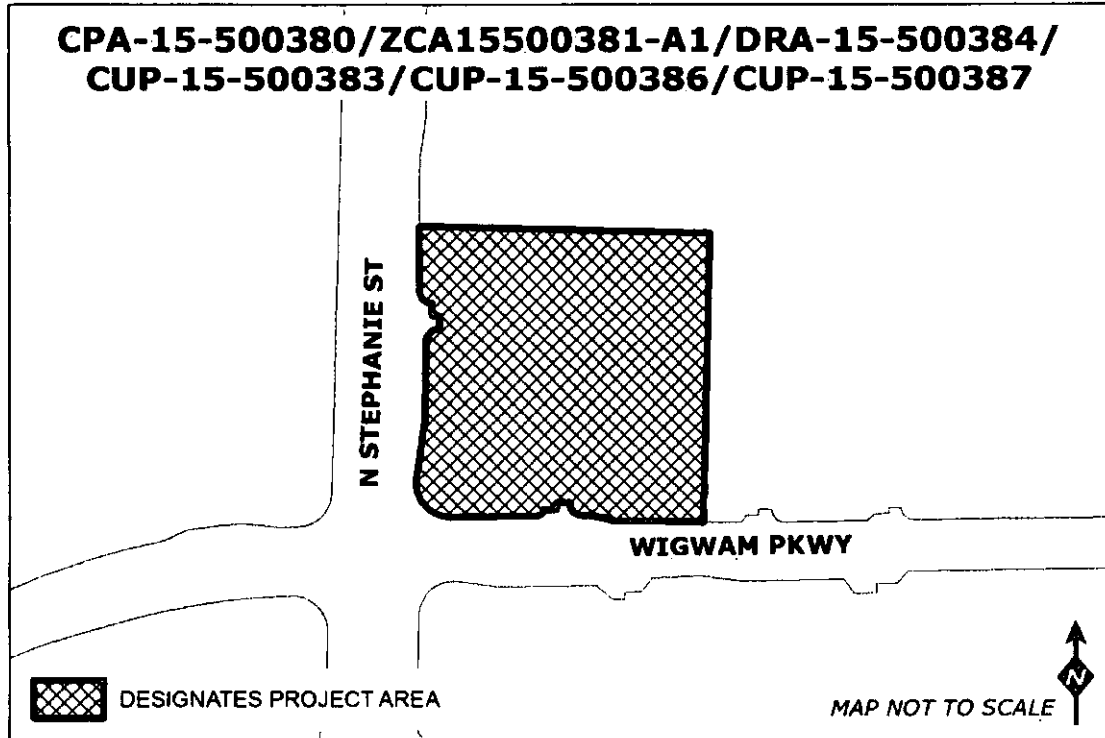 CPA-15-500380/ZCA15500381-A1/DRA-15-500384/
CUP-15-500383/CUP-15-500386/CUP-15-500387
N STEPHANIE ST
WIGWAM PKWY
DESIGNATES PROJECT AREA
N
MAP NOT TO SCALE